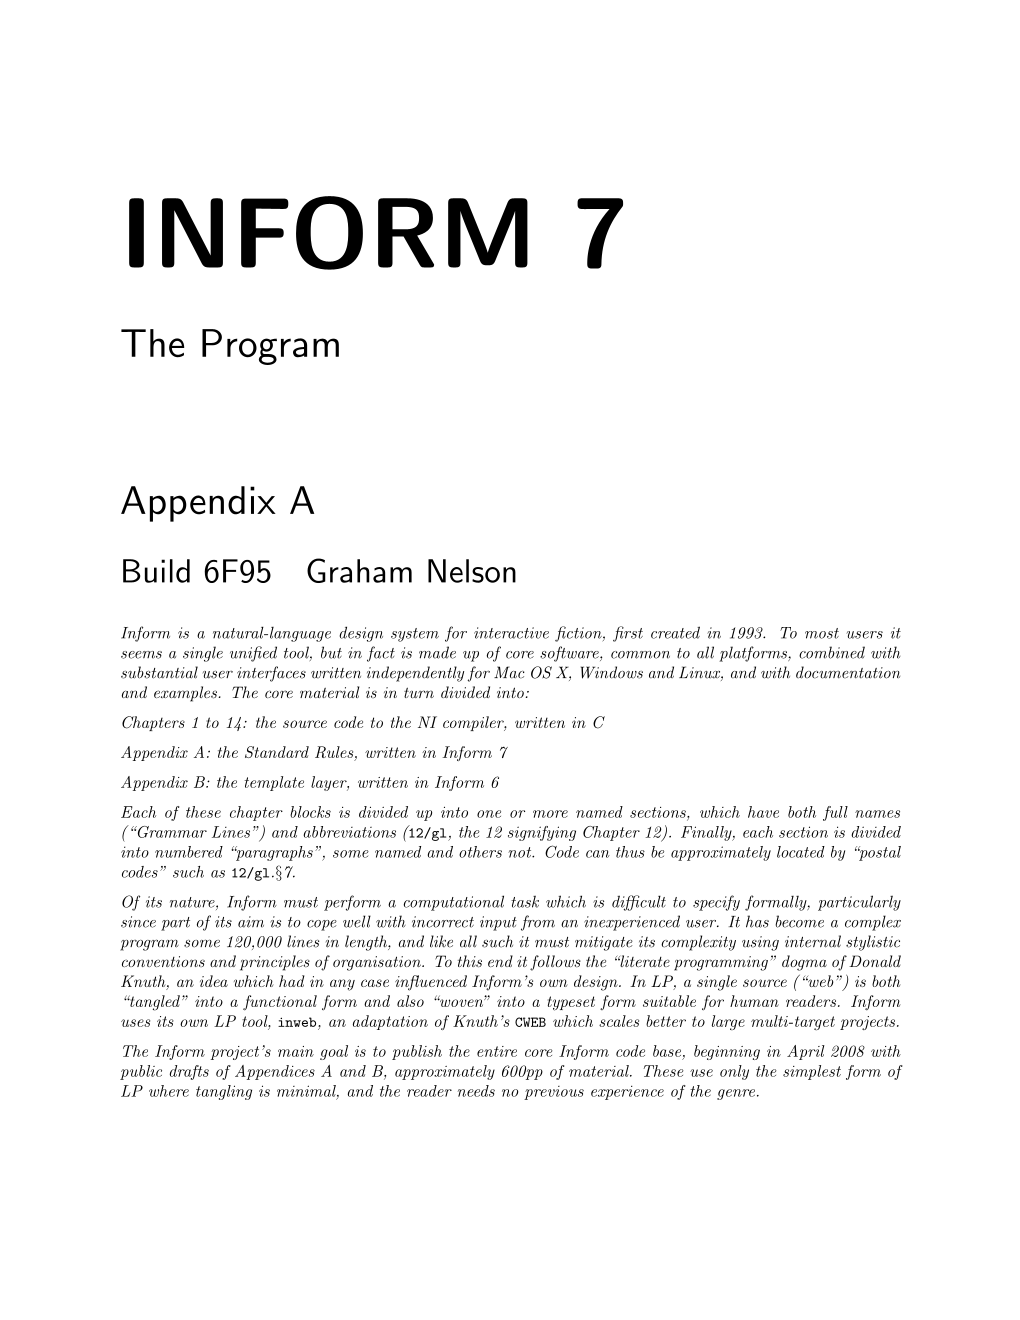 INFORM 7
The Program
Appendix A
Build 6F95 Graham Nelson
Inform is a natural-language design system for interactive fiction, first created in 1993. To most users it
seems a single unified tool, but in fact is made up of core software, common to all platforms, combined with
substantial user interfaces written independently for Mac OS X, Windows and Linux, and with documentation
and examples. The core material is in turn divided into:
Chapters 1 to 14: the source code to the NI compiler, written in C
Appendix A: the Standard Rules, written in Inform 7
Appendix B: the template layer, written in Inform 6
Each of these chapter blocks is divided up into one or more named sections, which have both full names
(“Grammar Lines”) and abbreviations (12/gl, the 12 signifying Chapter 12). Finally, each section is divided
into numbered “paragraphs”, some named and others not. Code can thus be approximately located by “postal
codes” such as 12/gl.§7.
Of its nature, Inform must perform a computational task which is difficult to specify formally, particularly
since part of its aim is to cope well with incorrect input from an inexperienced user. It has become a complex
program some 120,000 lines in length, and like all such it must mitigate its complexity using internal stylistic
conventions and principles of organisation. To this end it follows the “literate programming” dogma of Donald
Knuth, an idea which had in any case influenced Inform’s own design. In LP, a single source (“web”) is both
“tangled” into a functional form and also “woven” into a typeset form suitable for human readers. Inform
uses its own LP tool, inweb, an adaptation of Knuth’s CWEB which scales better to large multi-target projects.
The Inform project’s main goal is to publish the entire core Inform code base, beginning in April 2008 with
public drafts of Appendices A and B, approximately 600pp of material. These use only the simplest form of
LP where tangling is minimal, and the reader needs no previous experience of the genre.